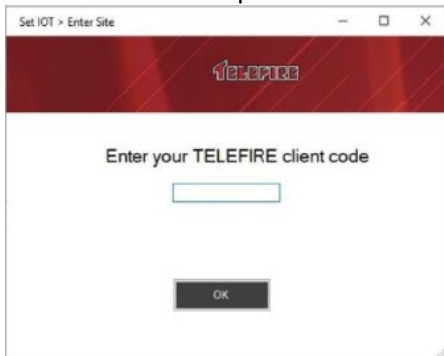 Set IOT > Enter Site
TELEFIRE
Enter your TELEFIRE client code
OK